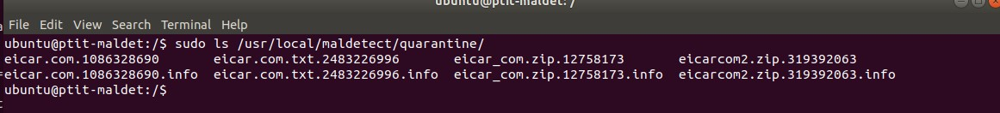 ubuntu@ptit-maldet: /
File Edit View Search Terminal Help
ubuntu@ptit-maldet:/$ sudo ls /usr/local/maldetect/quarantine/
eicar.com.1086328690 eicar.com.txt.2483226996 eicar_com.zip.12758173 eicarcom2.zip.319392063
eicar.com.1086328690.info eicar.com.txt.2483226996.info eicar_com.zip.12758173.info eicarcom2.zip.319392063.info
ubuntu@ptit-maldet:/$